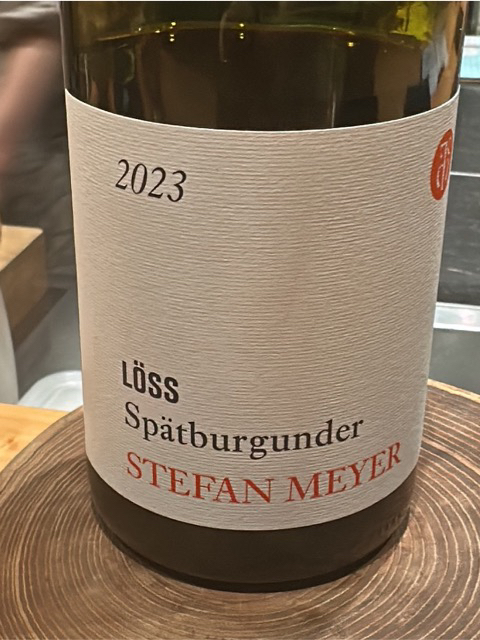 2023
LÖSS
Spätburgunder
STEFAN MEYER